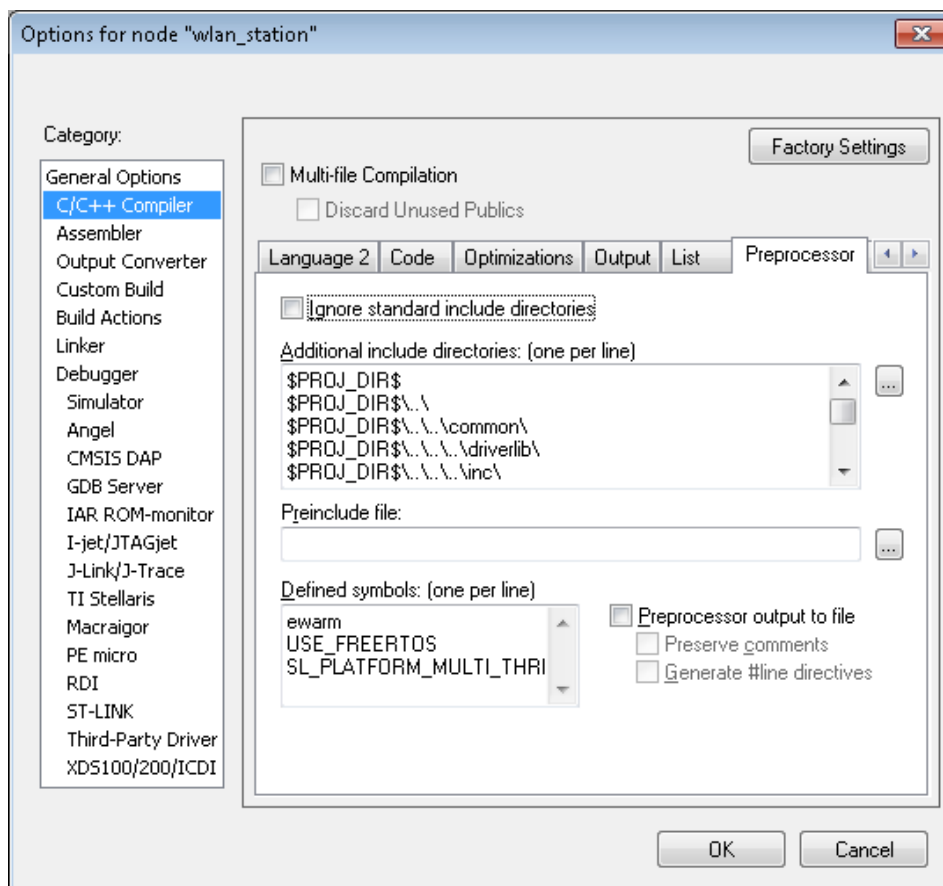 Options for node "wlan_station"
Category:
General Options
C/C++ Compiler
Assembler
Output Converter
Custom Build
Build Actions
Linker
Debugger
Simulator
Angel
CMSIS DAP
GDB Server
IAR ROM-monitor
I-jet/JTAGjet
J-Link/J-Trace
TI Stellaris
Macraigor
PE micro
RDI
ST-LINK
Third-Party Driver
XDS100/200/ICDI
Factory Settings
Multi-file Compilation
Discard Unused Publics
Language 2 Code Optimizations Output List Preprocessor
Ignore standard include directories
Additional include directories: (one per line)
$PROJ_DIR$
$PROJ_DIR$\..\
$PROJ_DIR$\..\..\common\
$PROJ_DIR$\..\..\..\driverlib\
$PROJ_DIR$\..\..\..\inc\
...
Preinclude file:
...
Defined symbols: (one per line)
ewarm
USE_FREERTOS
SL_PLATFORM_MULTI_THRI
Preprocessor output to file
Preserve comments
Generate #line directives
OK Cancel